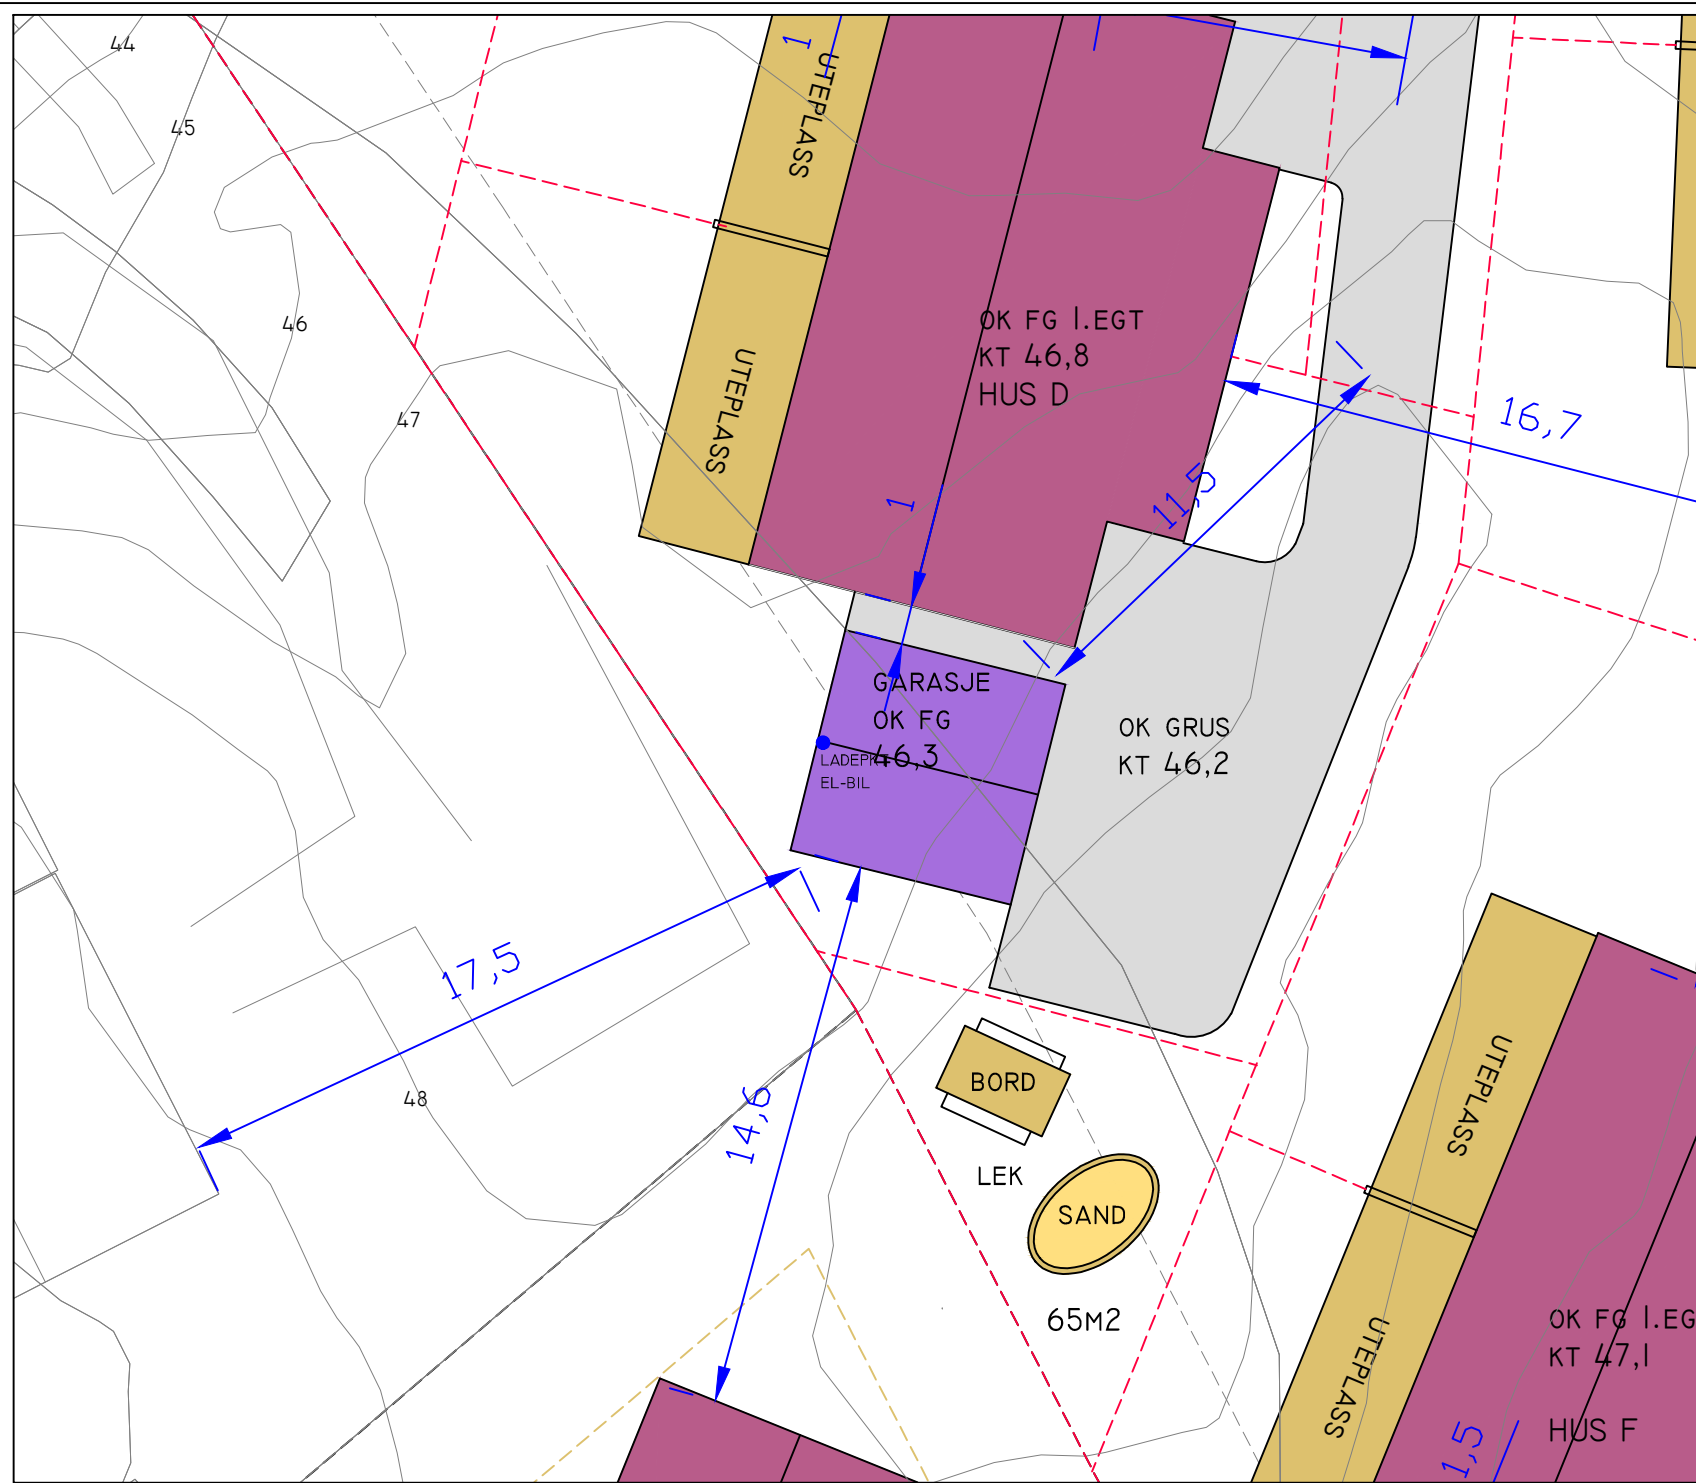 44
1
UTEPLASS
45
46
OK FG 1.EGT
KT 46,8
HUS D
UTEPLASS
47
16,7
11,5
1
GARASJE
OK FG
46,3
LADEPKT
EL-BIL
OK GRUS
KT 46,2
17,5
48
14,6
BORD
LEK
SAND
65M2
UTEPLASS
UTEPLASS
OK FG 1.EG
KT 47,1
HUS F
1,5